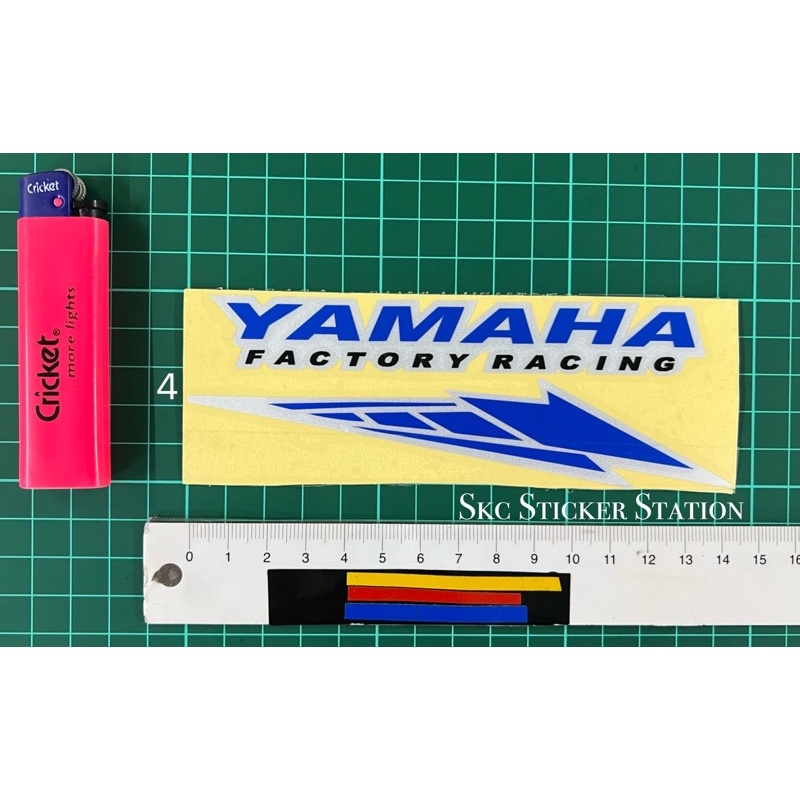 Cricket
Cricket®
...more lights
YAMAHA
FACTORY RACING
4
SKC STICKER STATION
0 1 2 3 4 5 6 7 8 9 10 11 12 13 14 15 16